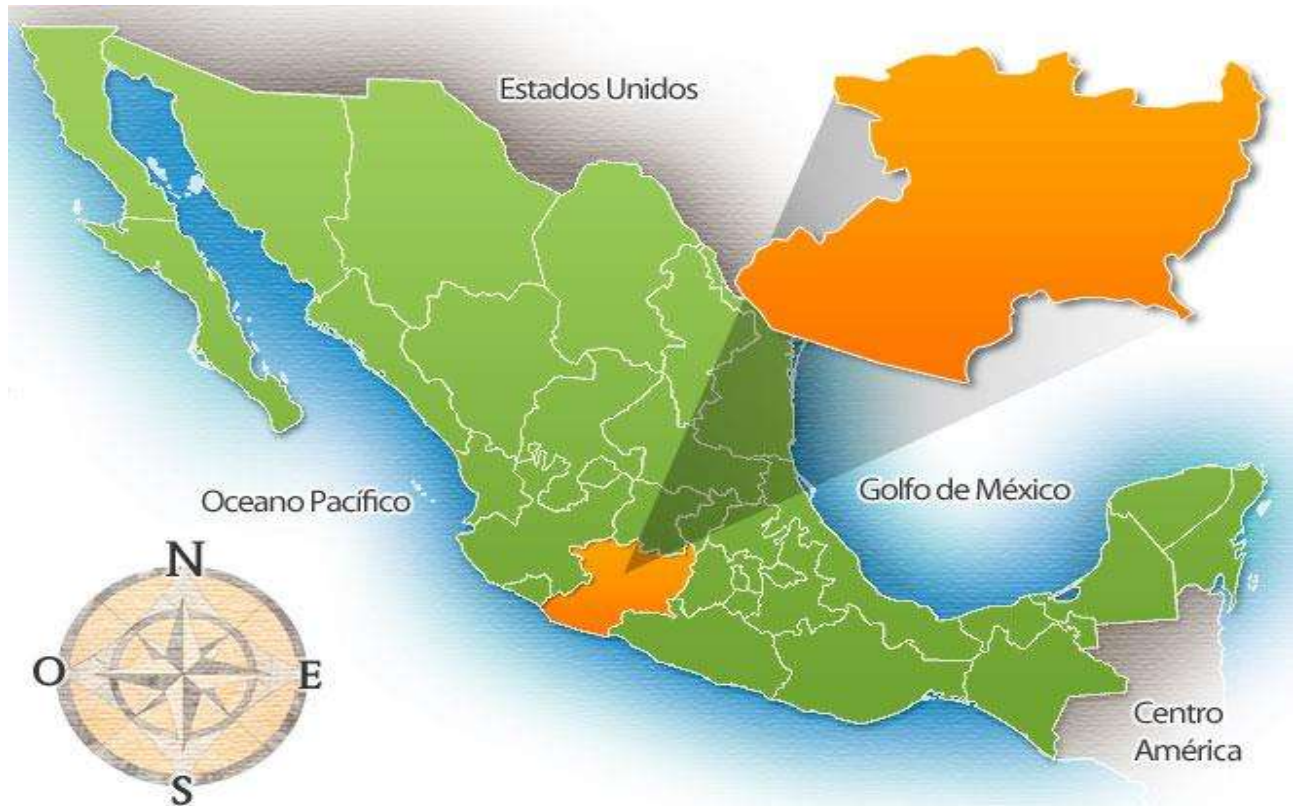 Estados Unidos
Oceano Pacífico
Golfo de México
N
O
E
S
Centro
América